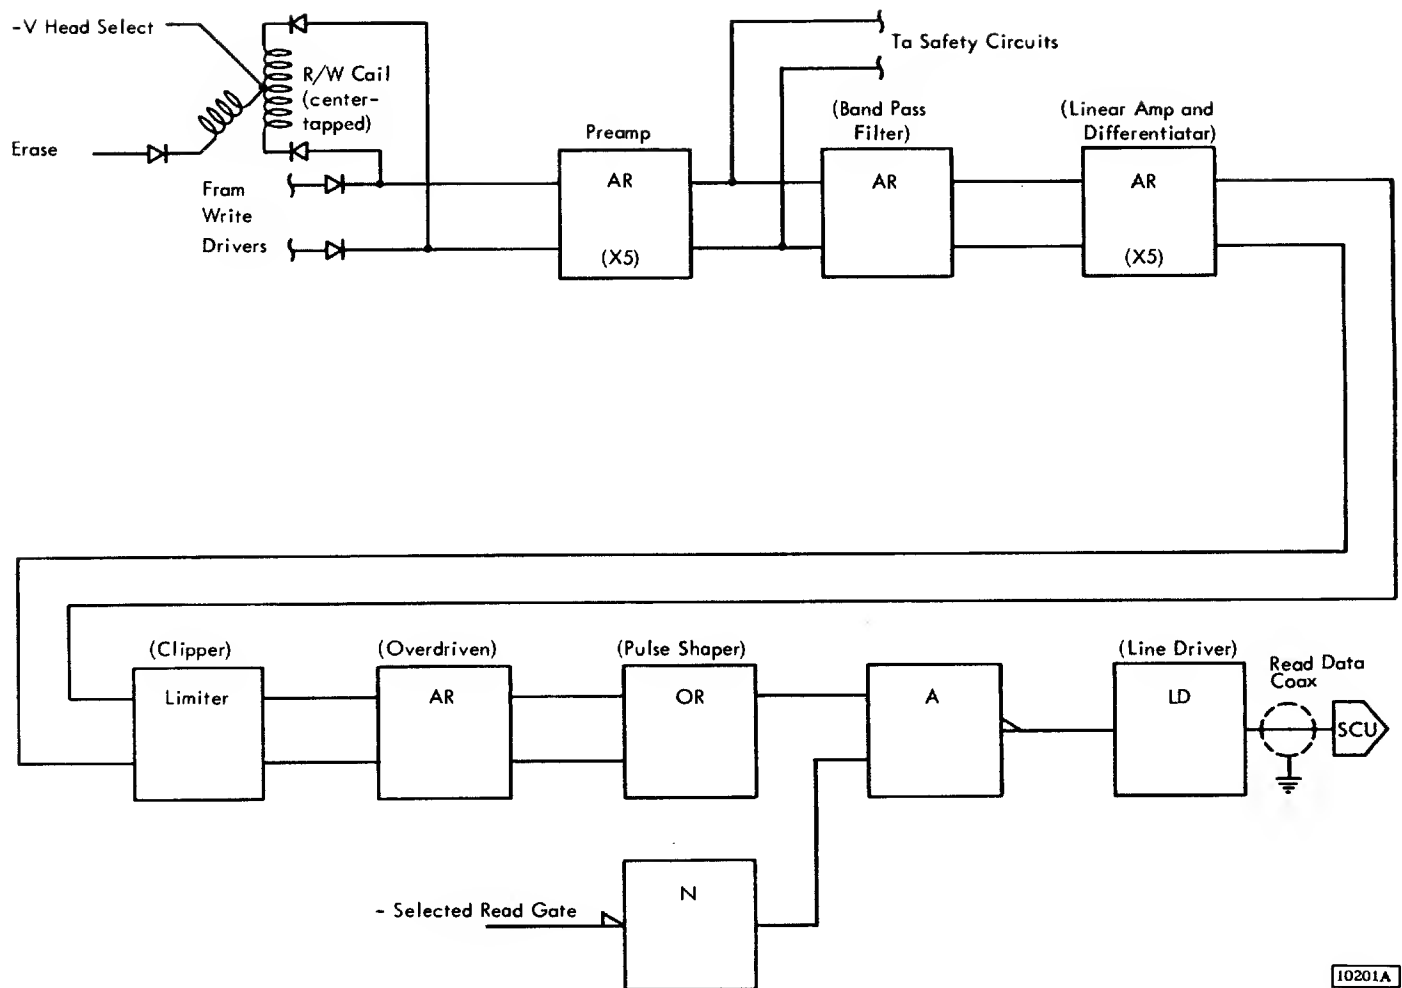 -V Head Select
R/W Cail
(center-
tapped)
Erase
Fram
Write
Drivers
Preamp
AR
(X5)
Ta Safety Circuits
(Band Pass
Filter)
AR
(Linear Amp and
Differentiatar)
AR
(X5)
(Clipper)
Limiter
(Overdriven)
AR
(Pulse Shaper)
OR
A
(Line Driver)
LD
Read Data
Coax
SCU
- Selected Read Gate
N
10201A